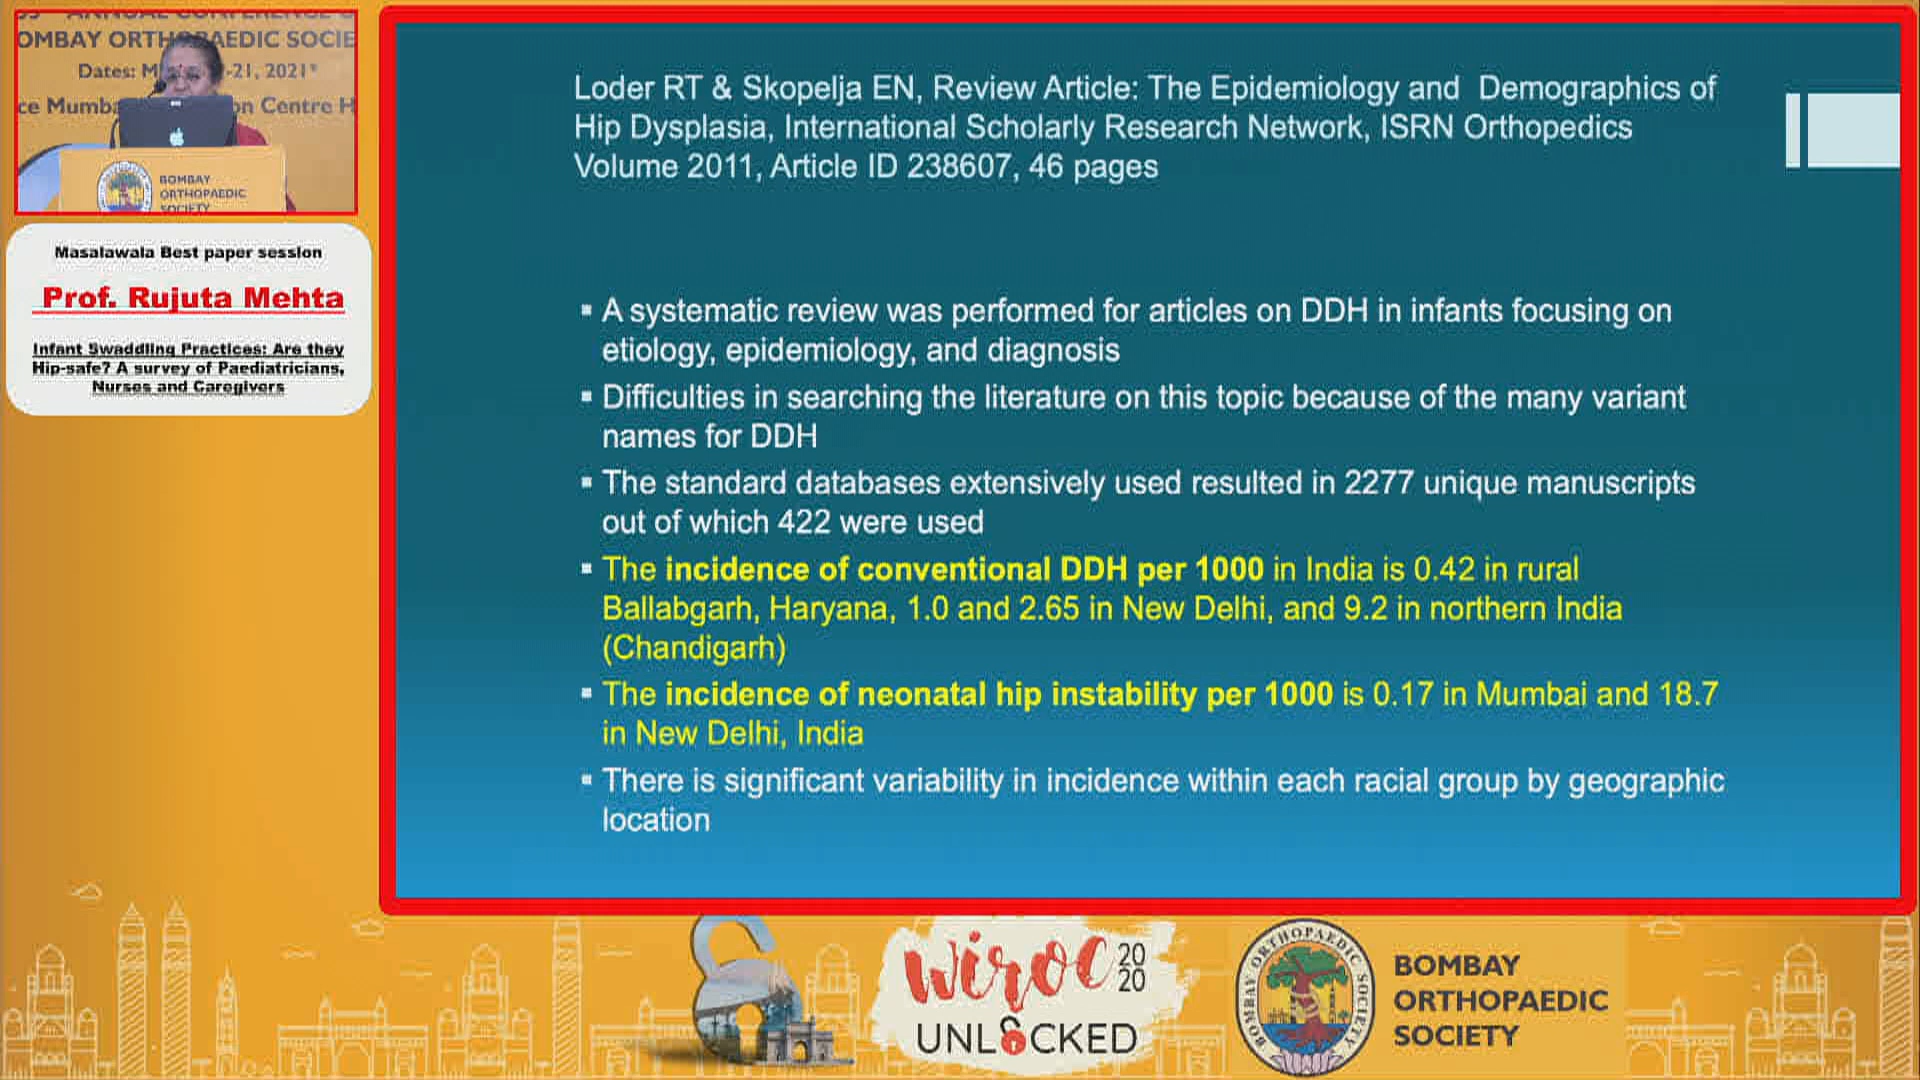 ANNUAL CONFERENCE
OMBAY ORTHOPAEDIC SOCIE
Dates: M -21, 2021*
ce Mumba on Centre H
BOMBAY
ORTHOPAEDIC
SOCIETY
Masalawala Best paper session
Prof. Rujuta Mehta
Infant Swaddling Practices: Are they
Hip-safe? A survey of Paediatricians,
Nurses and Caregivers
Loder RT & Skopelja EN, Review Article: The Epidemiology and Demographics of
Hip Dysplasia, International Scholarly Research Network, ISRN Orthopedics
Volume 2011, Article ID 238607, 46 pages
▪ A systematic review was performed for articles on DDH in infants focusing on
etiology, epidemiology, and diagnosis
▪ Difficulties in searching the literature on this topic because of the many variant
names for DDH
▪ The standard databases extensively used resulted in 2277 unique manuscripts
out of which 422 were used
▪ The incidence of conventional DDH per 1000 in India is 0.42 in rural
Ballabgarh, Haryana, 1.0 and 2.65 in New Delhi, and 9.2 in northern India
(Chandigarh)
▪ The incidence of neonatal hip instability per 1000 is 0.17 in Mumbai and 18.7
in New Delhi, India
▪ There is significant variability in incidence within each racial group by geographic
location
WIROC 20
20
UNLOCKED
BOMBAY ORTHOPAEDIC SOCIETY
BOMBAY
ORTHOPAEDIC
SOCIETY